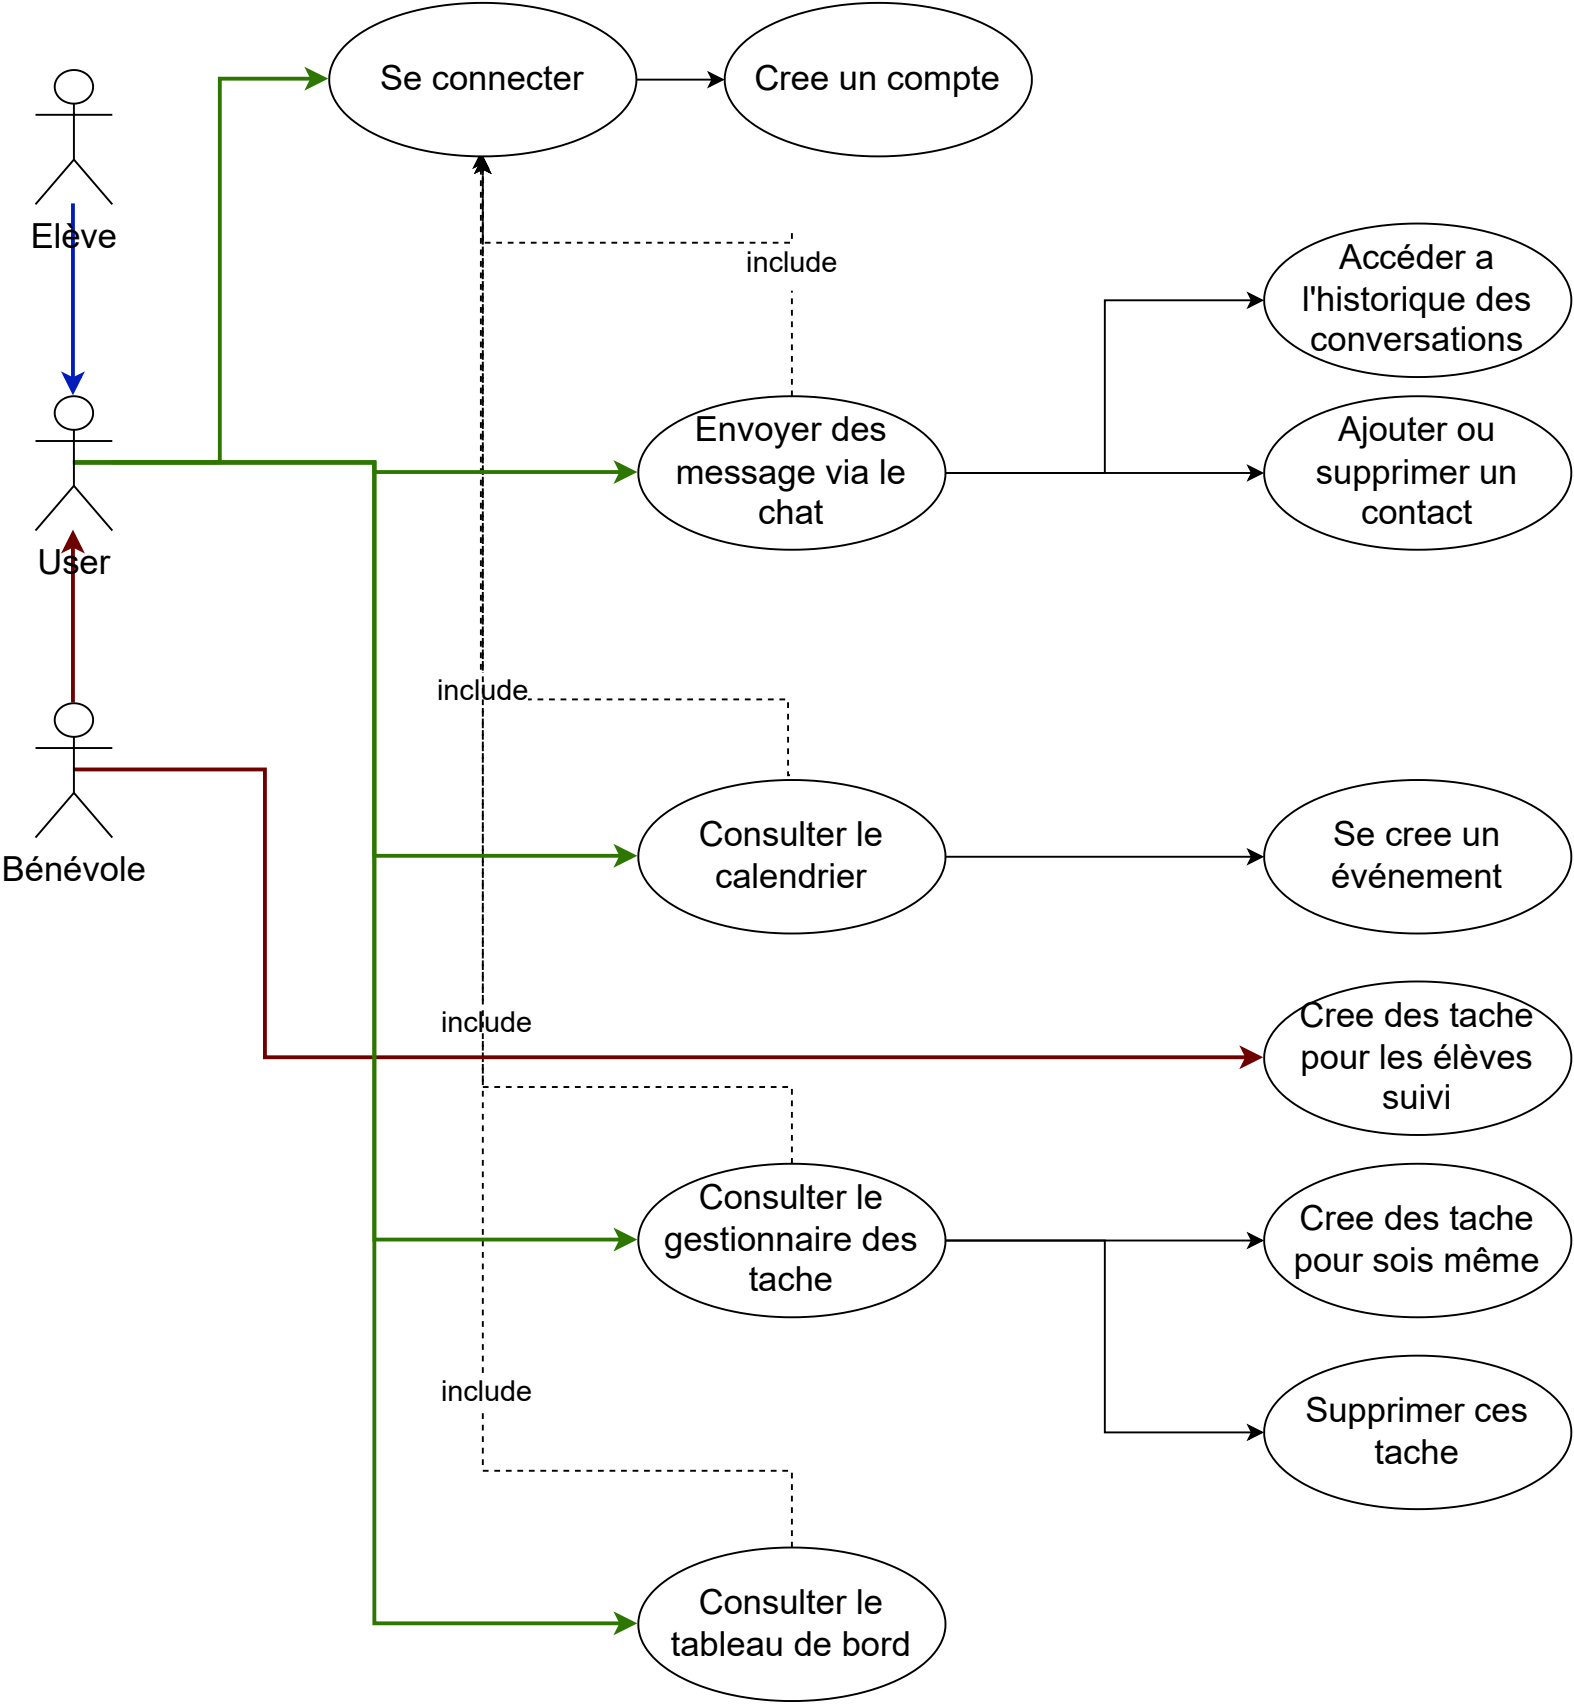 Se connecter
Cree un compte
Elève
include
Accéder a
l'historique des
conversations
Envoyer des
message via le
chat
Ajouter ou
supprimer un
contact
User
include
Bénévole
Consulter le
calendrier
Se cree un
événement
include
Cree des tache
pour les élèves
suivi
Consulter le
gestionnaire des
tache
Cree des tache
pour sois même
include
Supprimer ces
tache
Consulter le
tableau de bord